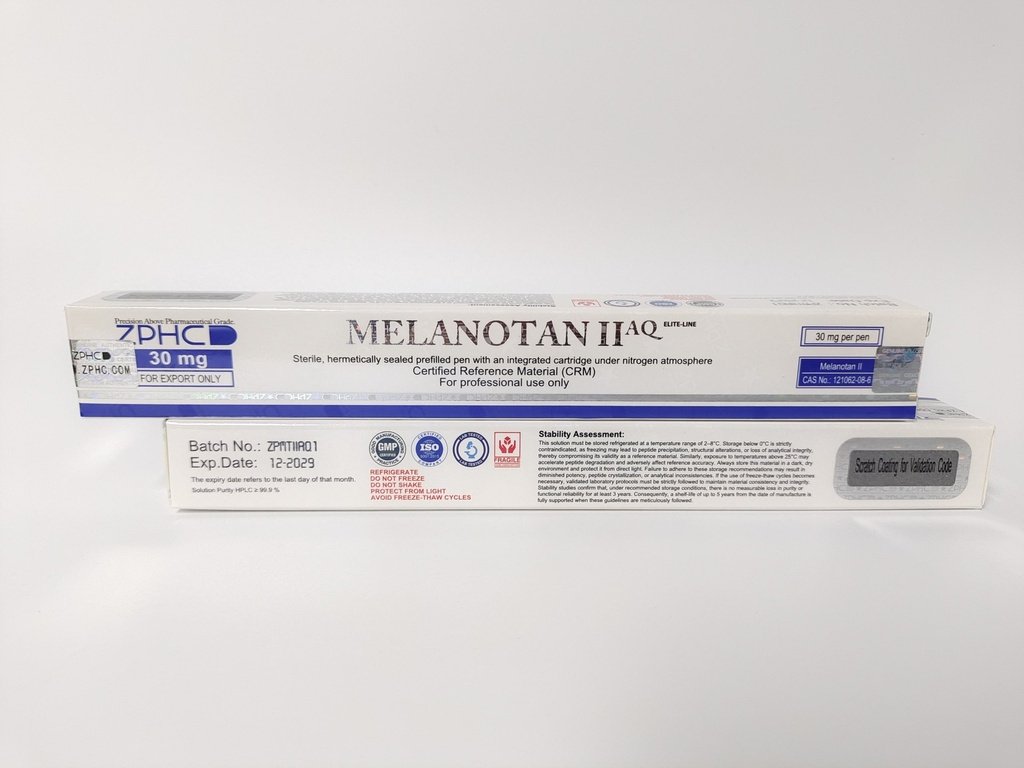 Precision Above Pharmaceutical Grade
ZPHC
ZPHC
ZPHC.COM
30 mg
FOR EXPORT ONLY
MELANOTAN II AQ ELITE-LINE
Sterile, hermetically sealed prefilled pen with an integrated cartridge under nitrogen atmosphere
Certified Reference Material (CRM)
For professional use only
30 mg per pen
Melanotan II
CAS No.: 121062-08-6
Batch No.: ZPMTIIA01
Exp.Date: 12-2029
The expiry date refers to the last day of that month.
Solution Purity HPLC ≥ 99.9 %
GMP
CERTIFIED
ISO
FRAGILE
REFRIGERATE
DO NOT FREEZE
DO NOT SHAKE
PROTECT FROM LIGHT
AVOID FREEZE-THAW CYCLES
Stability Assessment:
This solution must be stored refrigerated at a temperature range of 2–8°C. Storage below 0°C is strictly
contraindicated, as freezing may lead to peptide precipitation, structural alterations, or loss of analytical integrity,
thereby compromising its validity as a reference material. Similarly, exposure to temperatures above 25°C may
accelerate peptide degradation and adversely affect reference accuracy. Always store this material in a dark, dry
environment and protect it from direct light. Failure to adhere to these storage recommendations may result in
diminished potency, peptide crystallization, or analytical inconsistencies. If the use of freeze-thaw cycles becomes
necessary, validated laboratory protocols must be strictly followed to maintain material consistency and integrity.
Stability studies confirm that, under recommended storage conditions, there is no measurable loss in purity or
functional reliability for at least 3 years. Consequently, a shelf-life of up to 5 years from the date of manufacture is
fully supported when these guidelines are meticulously followed.
Scratch Coating for Validation Code